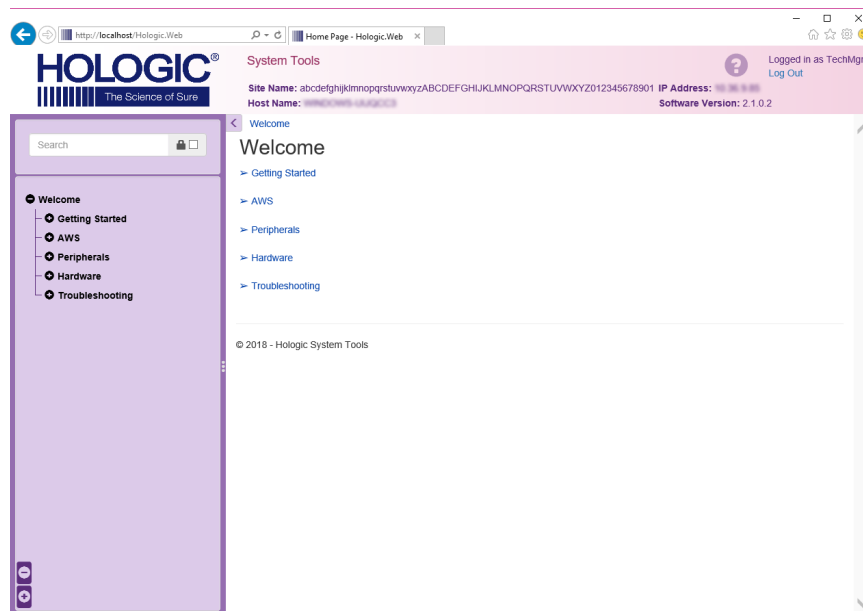 http://localhost/Hologic.Web
Home Page - Hologic.Web
HOLOGIC®
The Science of Sure
System Tools
Logged in as TechMgr
Log Out
Site Name: abcdefghijklmnopqrstuvwxyzABCDEFGHIJKLMNOPQRSTUVWXYZ012345678901 IP Address:
Host Name:
Software Version: 2.1.0.2
Search
Welcome
Getting Started
AWS
Peripherals
Hardware
Troubleshooting
Welcome
Welcome
➢ Getting Started
➢ AWS
➢ Peripherals
➢ Hardware
➢ Troubleshooting
© 2018 - Hologic System Tools